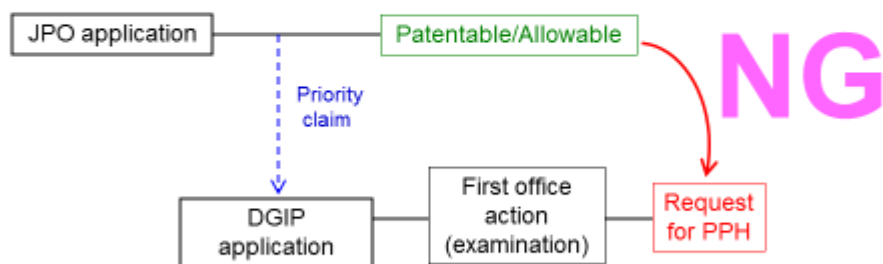 JPO application
Patentable/Allowable
NG
Priority
claim
DGIP
application
First office
action
(examination)
Request
for PPH